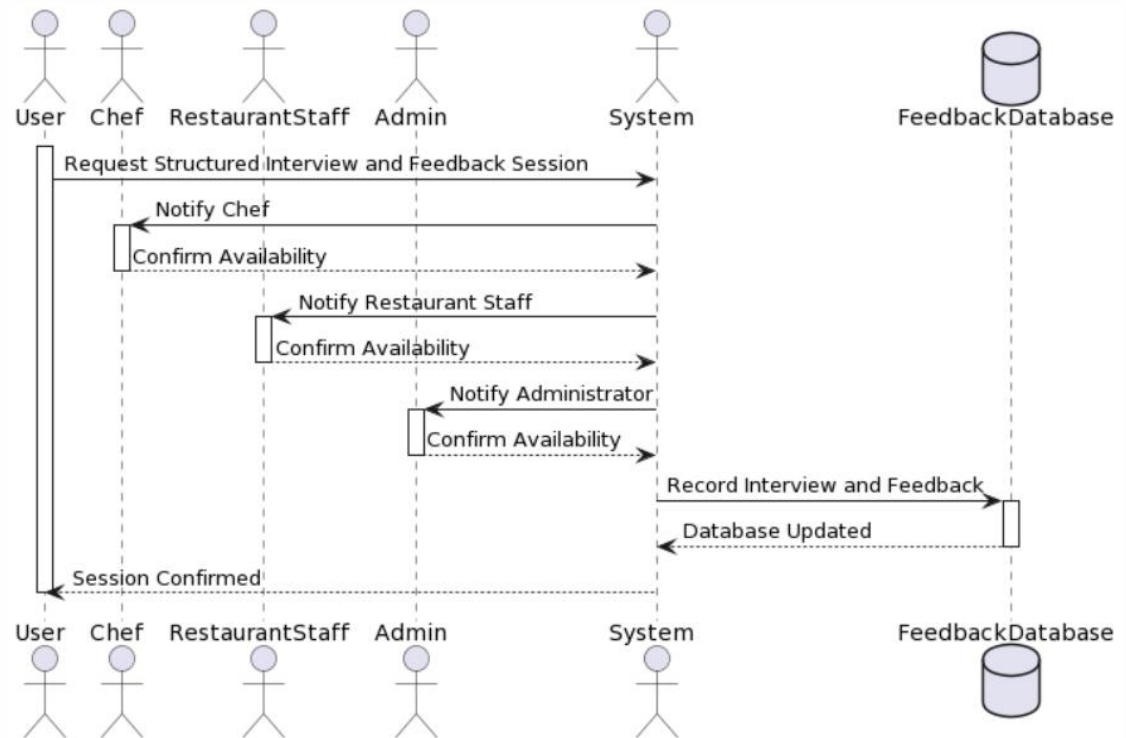 User Chef RestaurantStaff Admin System FeedbackDatabase
Request Structured Interview and Feedback Session
Notify Chef
Confirm Availability
Notify Restaurant Staff
Confirm Availability
Notify Administrator
Confirm Availability
Record Interview and Feedback
Database Updated
Session Confirmed
User Chef RestaurantStaff Admin System FeedbackDatabase